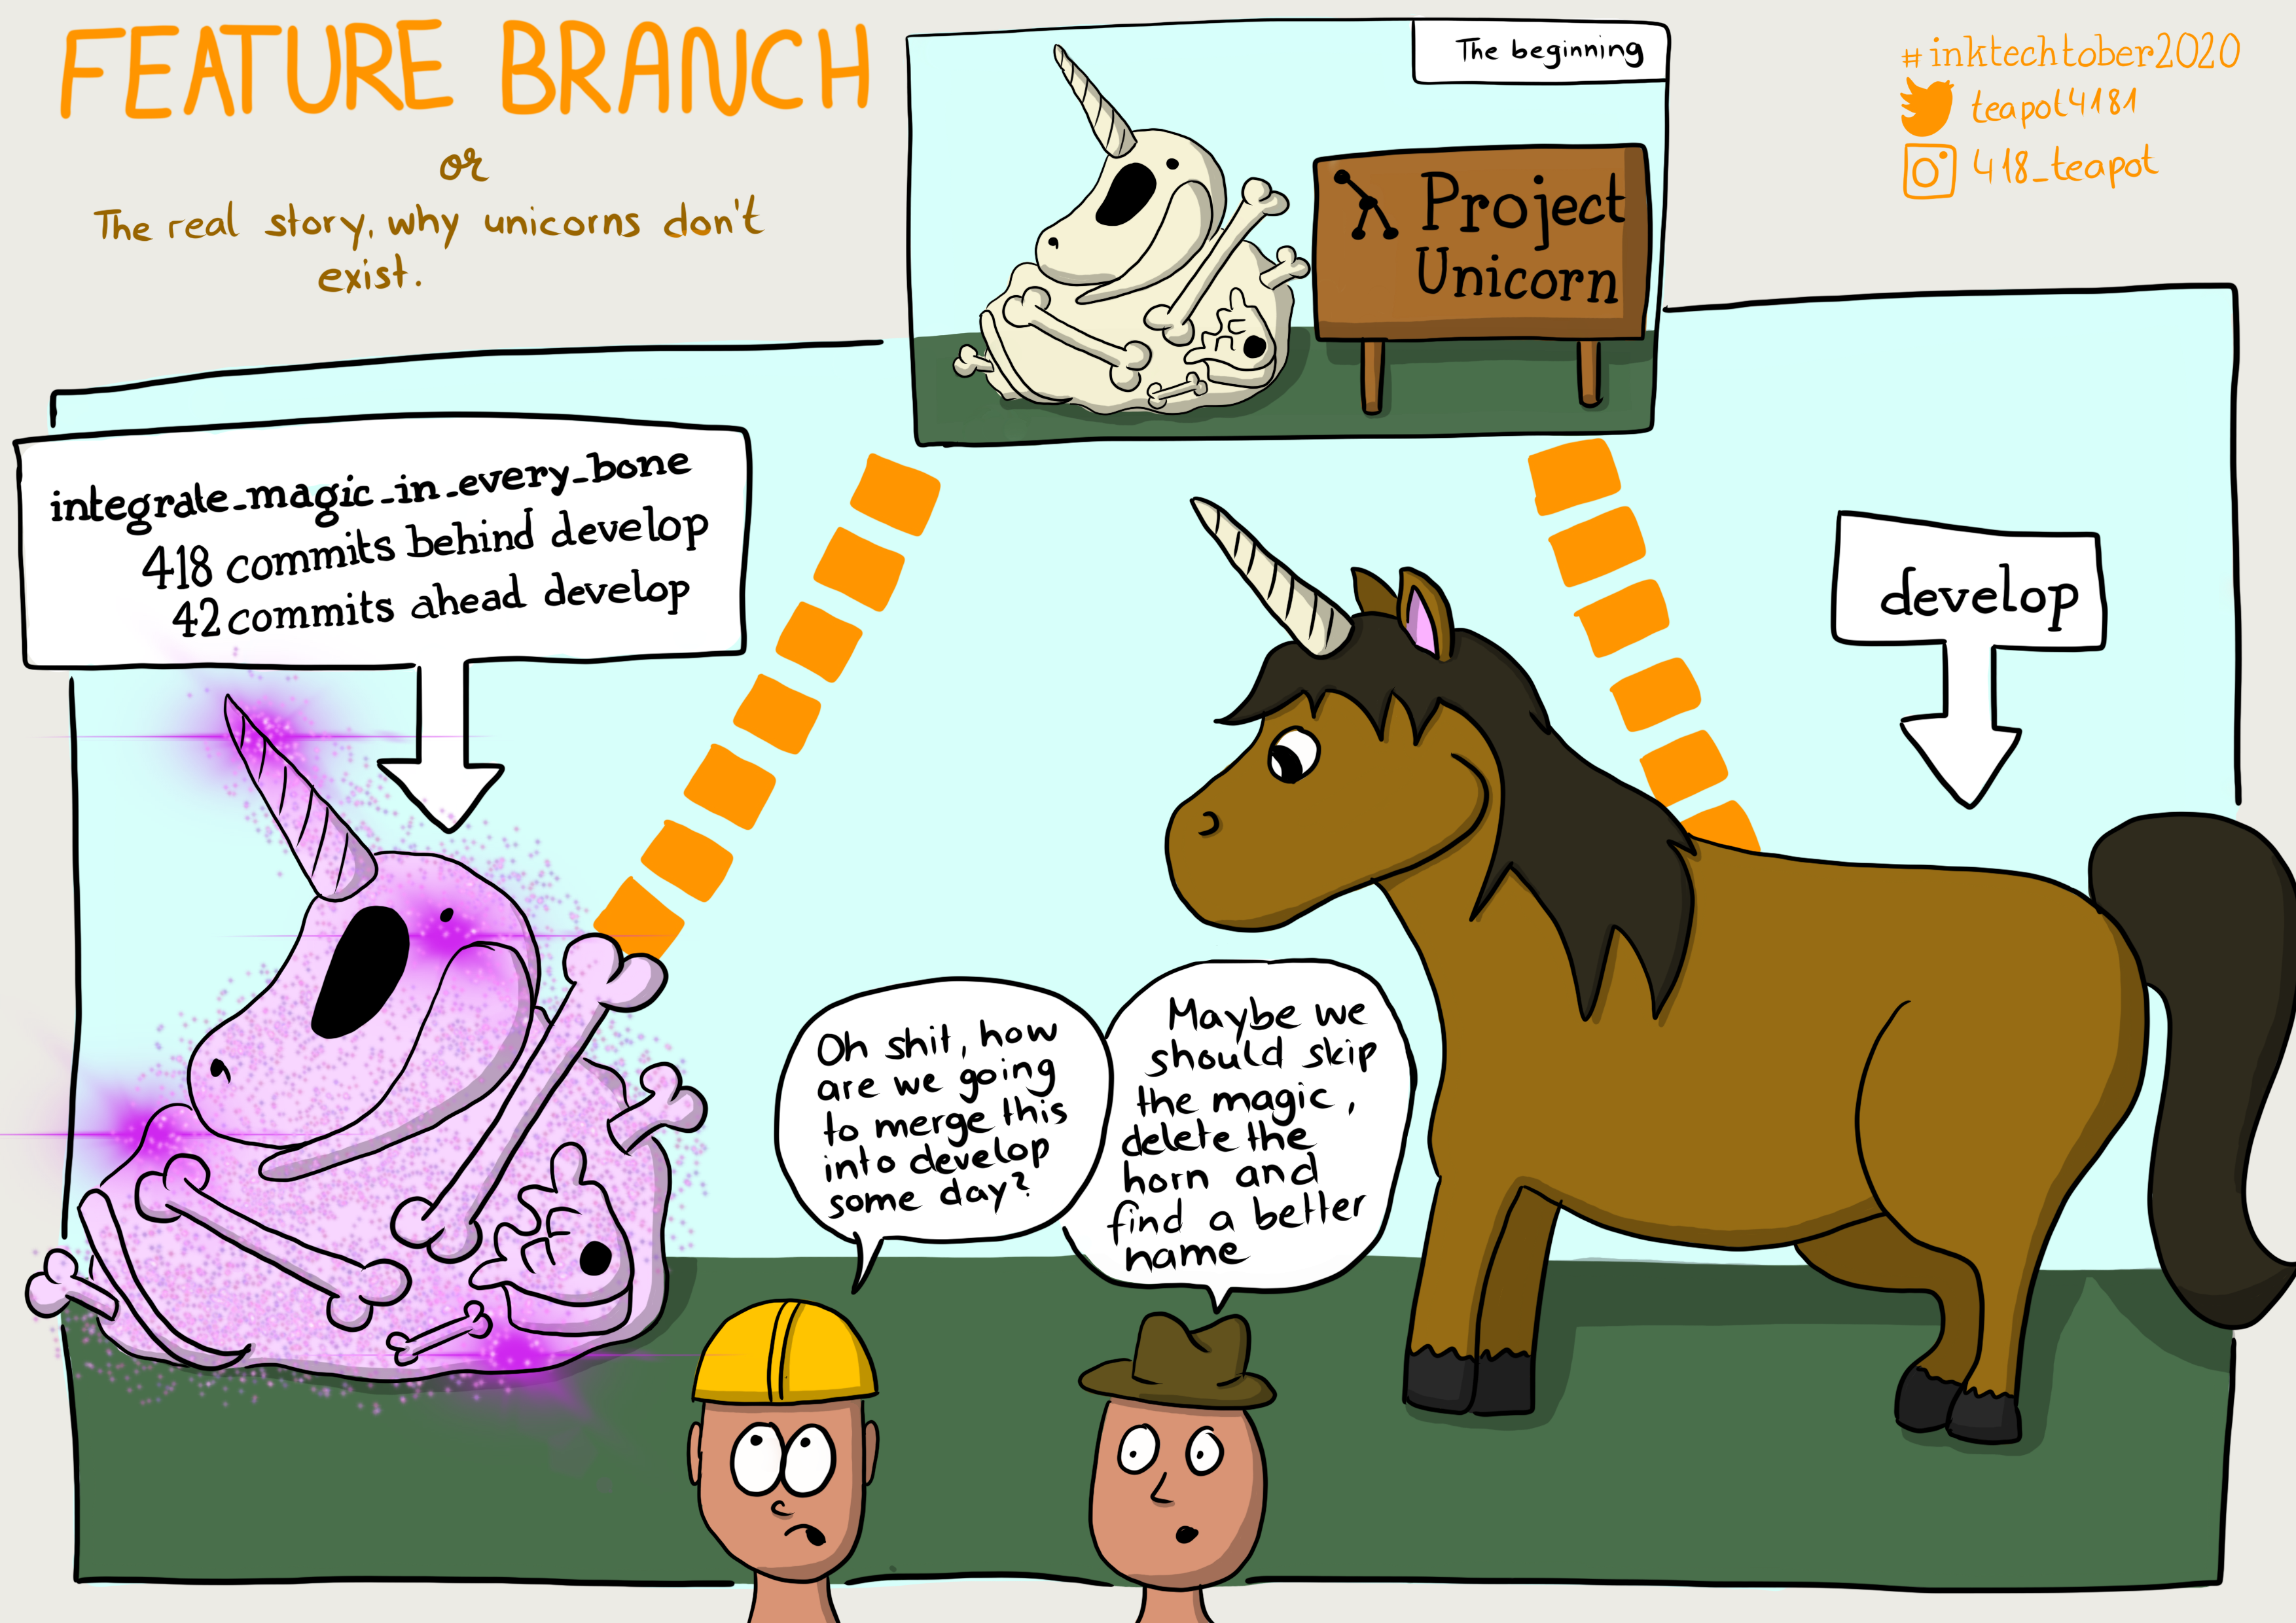 FEATURE BRANCH
or
The real story, why unicorns don't
exist.
The beginning
Project
Unicorn
#inktechtober2020
teapot4181
418_teapot
integrate_magic_in_every_bone
418 commits behind develop
42 commits ahead develop
develop
Oh shit, how
are we going
to merge this
into develop
some day?
Maybe we
should skip
the magic,
delete the
horn and
find a better
name